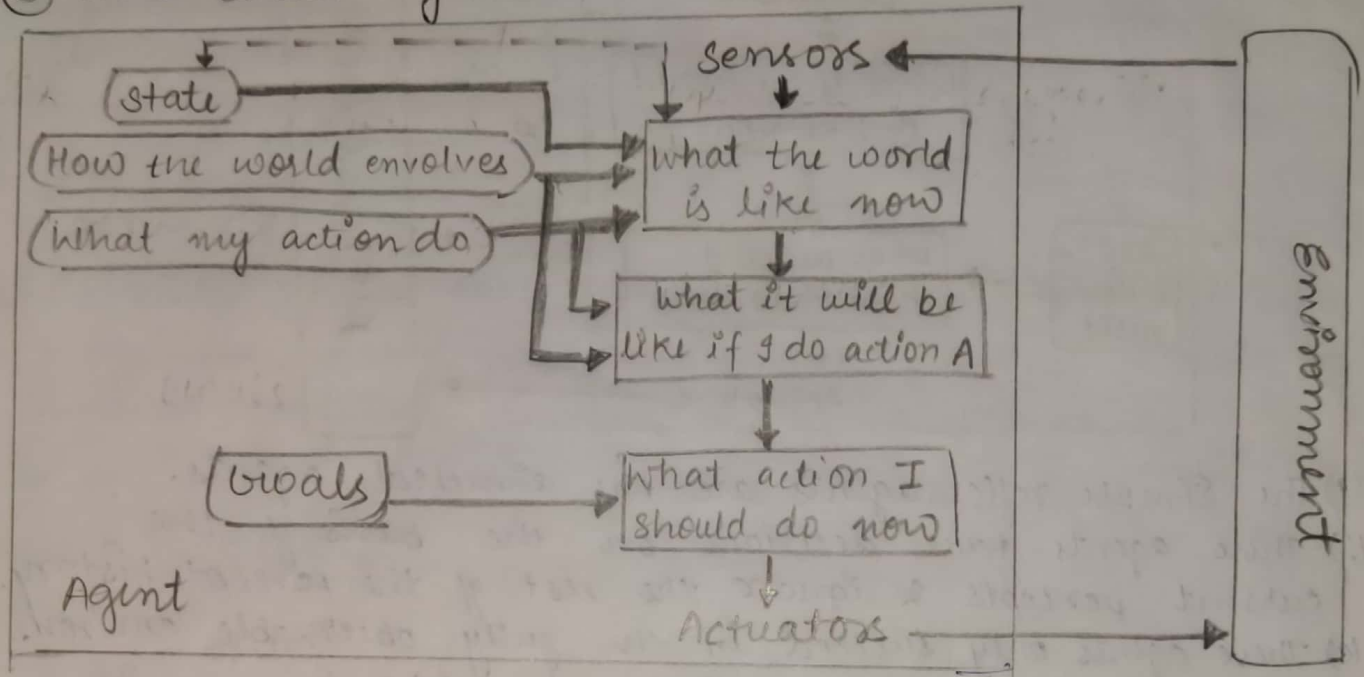 sensors
state
How the world envolves
What my action do
What the world
is like now
What it will be
like if I do action A
Goals
What action I
should do now
Agent
Actuators
Enviroment